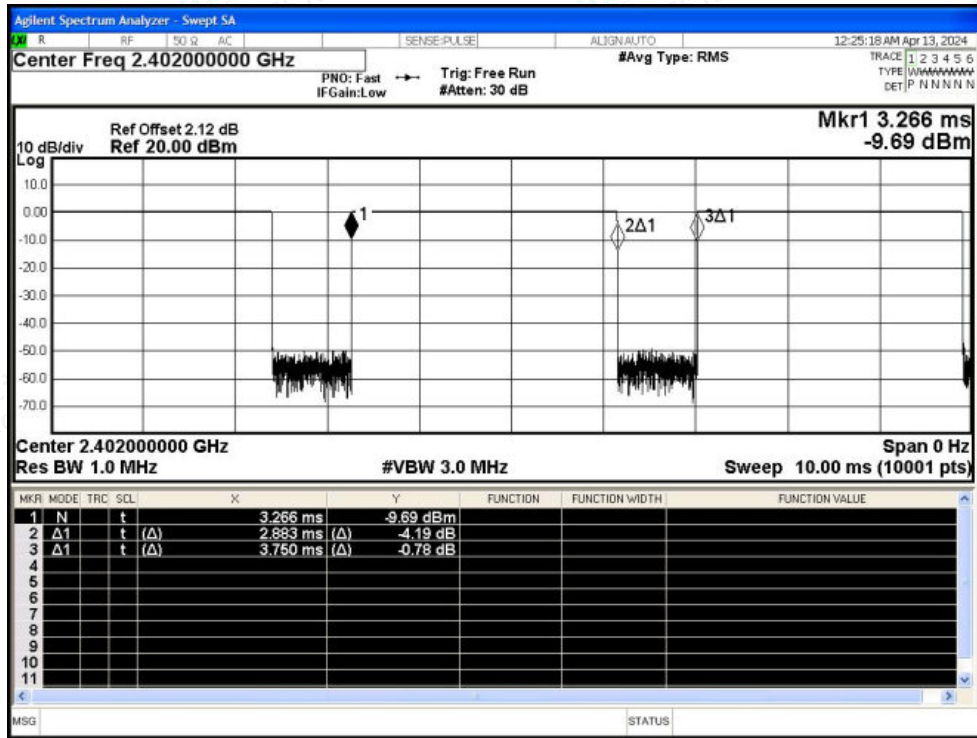 Agilent Spectrum Analyzer - Swept SA
LXI R RF 50 Ω AC SENSE:PULSE ALIGNAUTO 12:25:18 AM Apr 13, 2024
Center Freq 2.402000000 GHz #Avg Type: RMS TRACE 1 2 3 4 5 6
PNO: Fast Trig: Free Run TYPE
IFGain:Low #Atten: 30 dB DET P N N N N N
Mkr1 3.266 ms
-9.69 dBm
Ref Offset 2.12 dB
10 dB/div Ref 20.00 dBm
Log
10.0
0.00
1
2Δ1
3Δ1
-10.0
-20.0
-30.0
-40.0
-50.0
-60.0
-70.0
Center 2.402000000 GHz Span 0 Hz
Res BW 1.0 MHz #VBW 3.0 MHz Sweep 10.00 ms (10001 pts)
MKR MODE TRC SCL X Y FUNCTION FUNCTION WIDTH FUNCTION VALUE
1 N t 3.266 ms -9.69 dBm
2 Δ1 t (Δ) 2.883 ms (Δ) -4.19 dB
3 Δ1 t (Δ) 3.750 ms (Δ) -0.78 dB
4
5
6
7
8
9
10
11
MSG STATUS